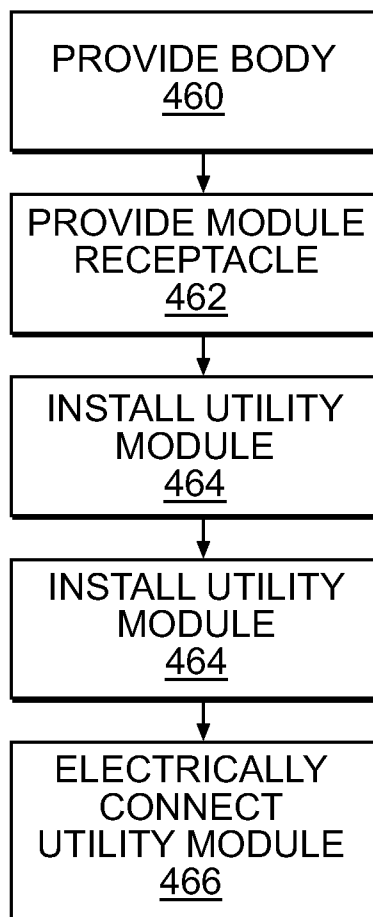 PROVIDE BODY
460
PROVIDE MODULE
RECEPTACLE
462
INSTALL UTILITY
MODULE
464
INSTALL UTILITY
MODULE
464
ELECTRICALLY
CONNECT
UTILITY MODULE
466